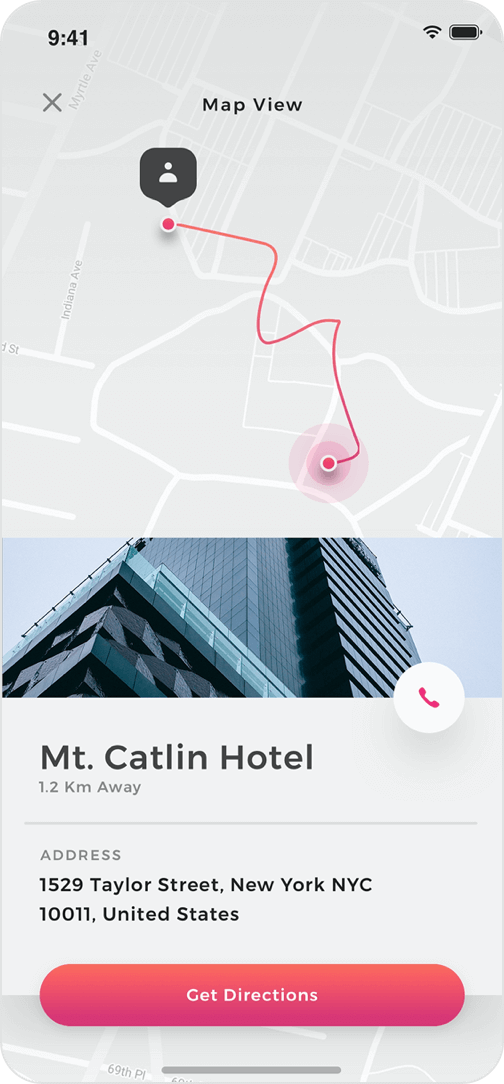 9:41
Myrtle Ave
Map View
Indiana Ave
d St
Mt. Catlin Hotel
1.2 Km Away
ADDRESS
1529 Taylor Street, New York NYC
10011, United States
Get Directions
69th Pl